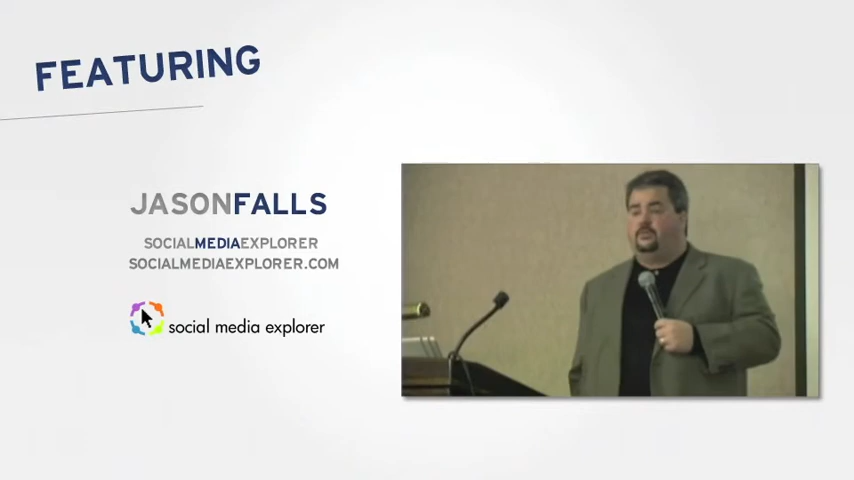 FEATURING
JASONFALLS
SOCIALMEDIAEXPLORER
SOCIALMEDIAEXPLORER.COM
social media explorer